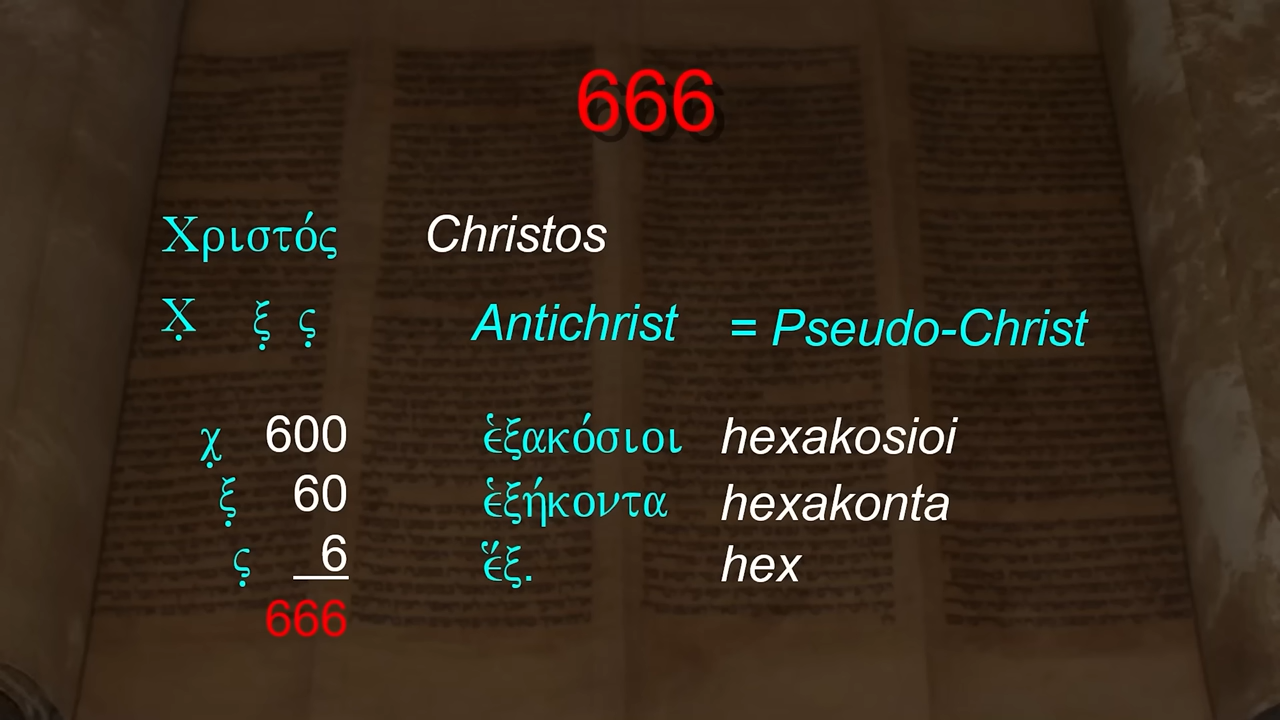 666
Χριστός Christos
Χ ξ ς Antichrist = Pseudo-Christ
χ 600 ἑξακόσιοι hexakosioi
ξ 60 ἑξήκοντα hexakonta
ς 6 ἕξ. hex
666